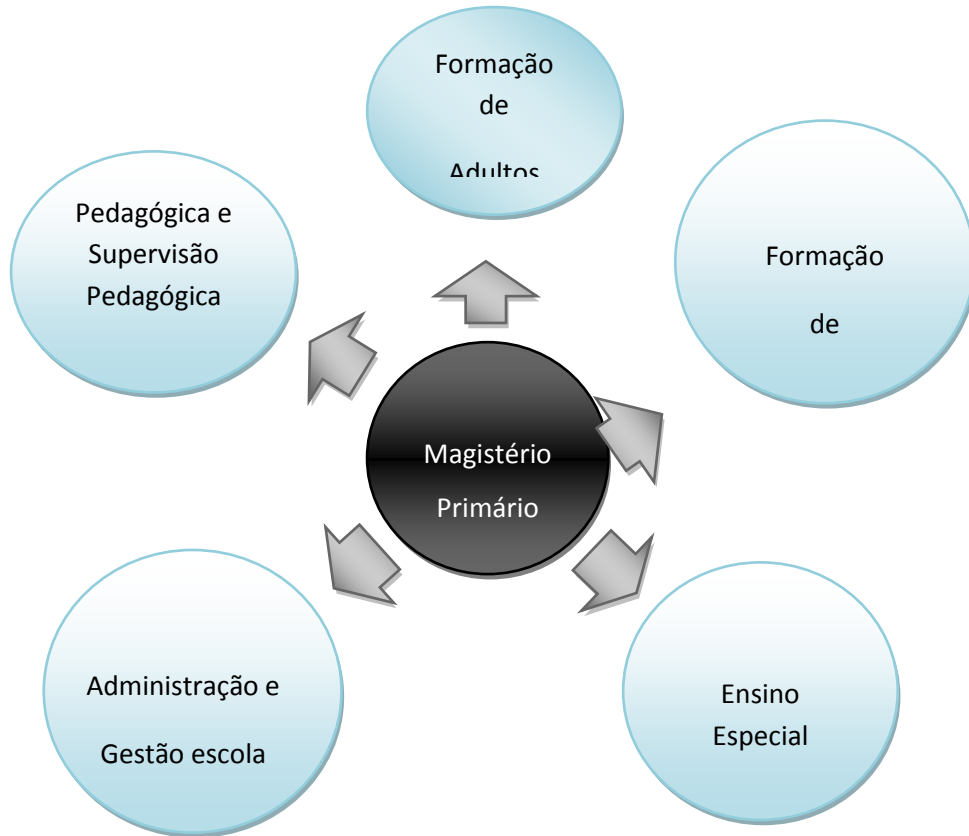 Formação
de
Adultos
Pedagógica e
Supervisão
Pedagógica
Formação
de
Magistério
Primário
Administração e
Gestão escola
Ensino
Especial